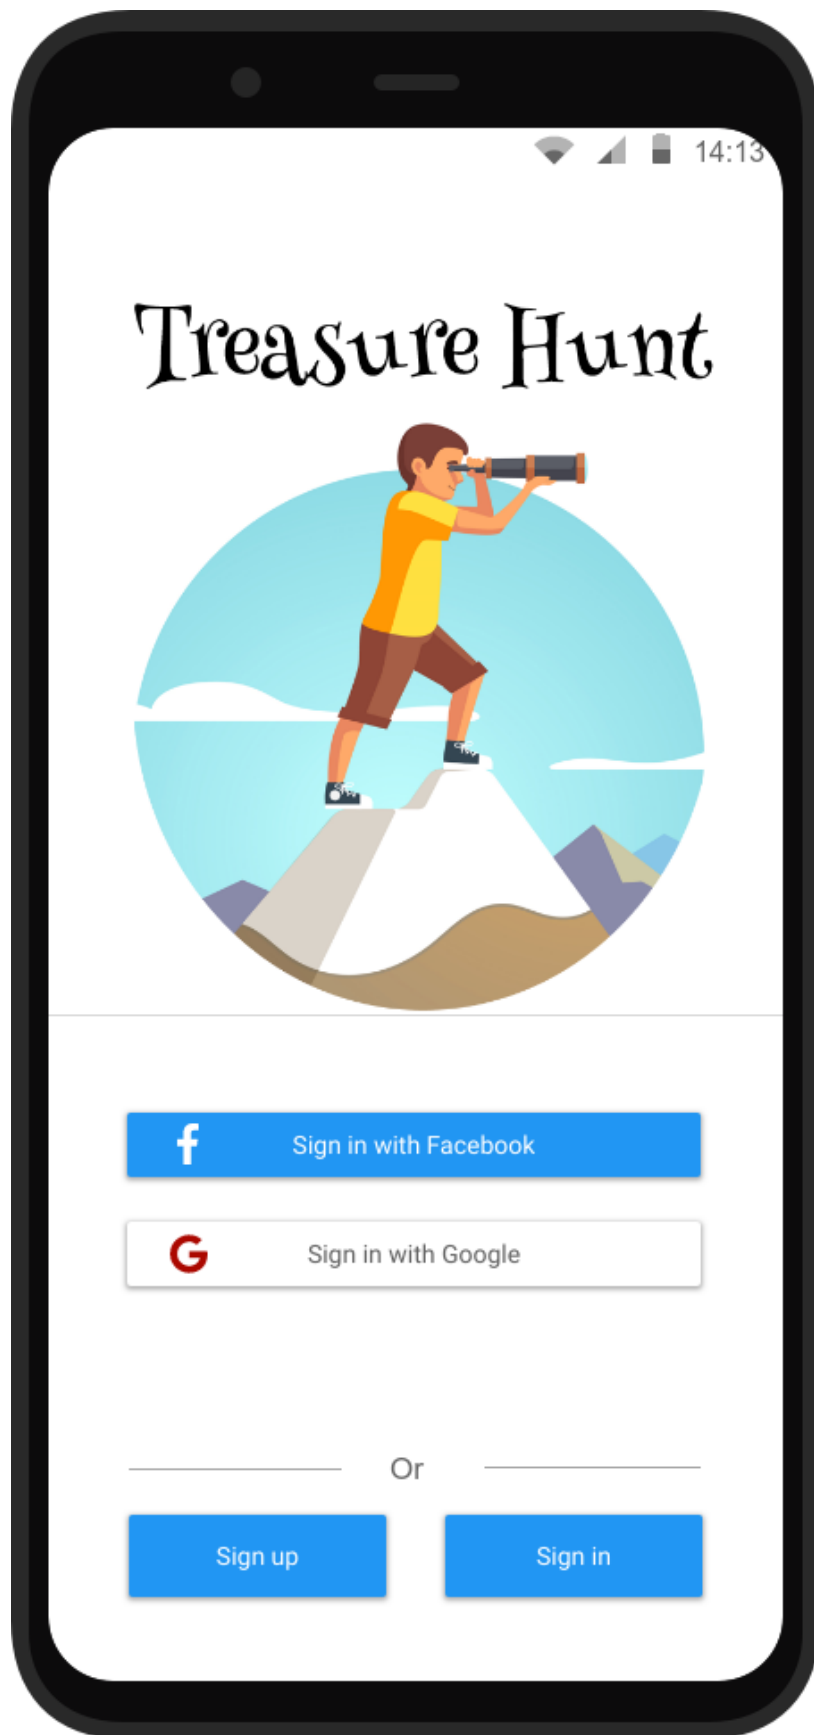 14:13
Treasure Hunt
Sign in with Facebook
Sign in with Google
Or
Sign up
Sign in